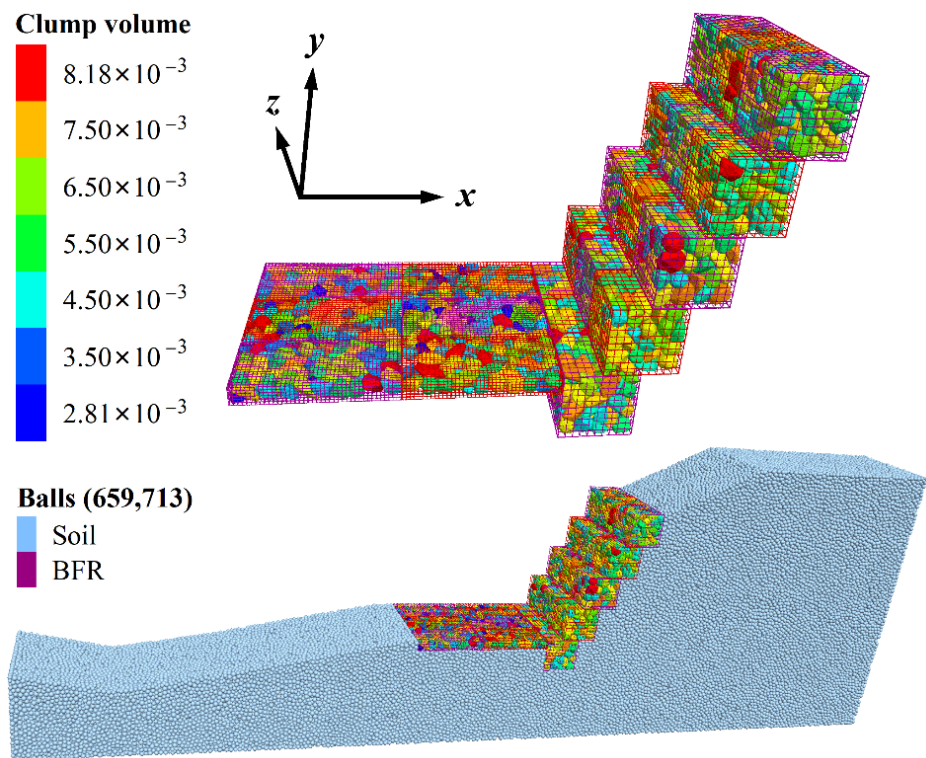 Clump volume
8.18×10⁻³
7.50×10⁻³
6.50×10⁻³
5.50×10⁻³
4.50×10⁻³
3.50×10⁻³
2.81×10⁻³
y
z
x
Balls (659,713)
Soil
BFR